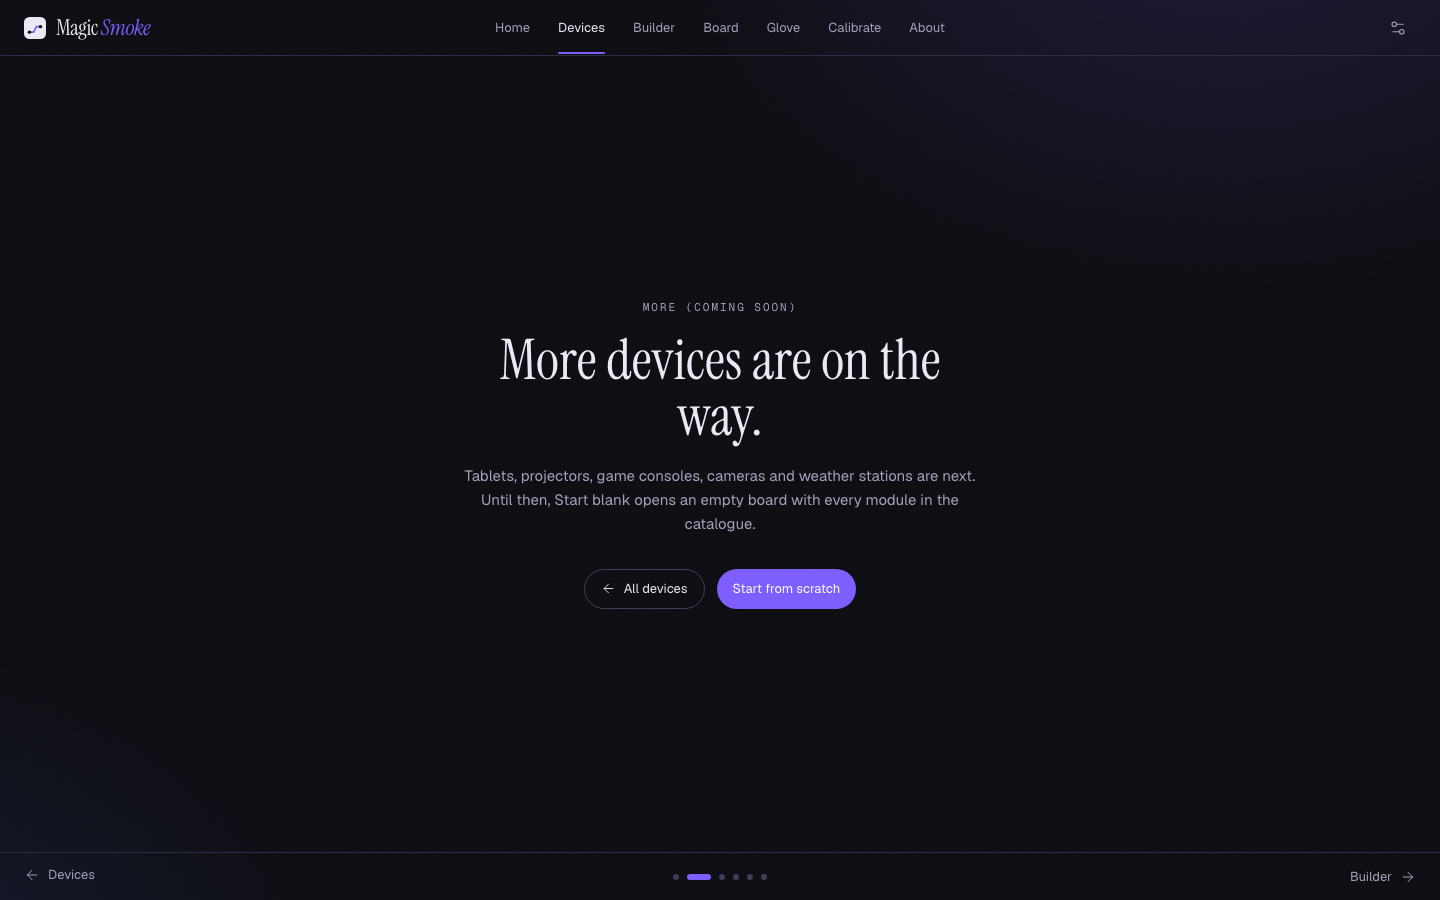 Magic Smoke
Home
Devices
Builder
Board
Glove
Calibrate
About
MORE (COMING SOON)
More devices are on the
way.
Tablets, projectors, game consoles, cameras and weather stations are next.
Until then, Start blank opens an empty board with every module in the
catalogue.
← All devices
Start from scratch
← Devices
Builder →